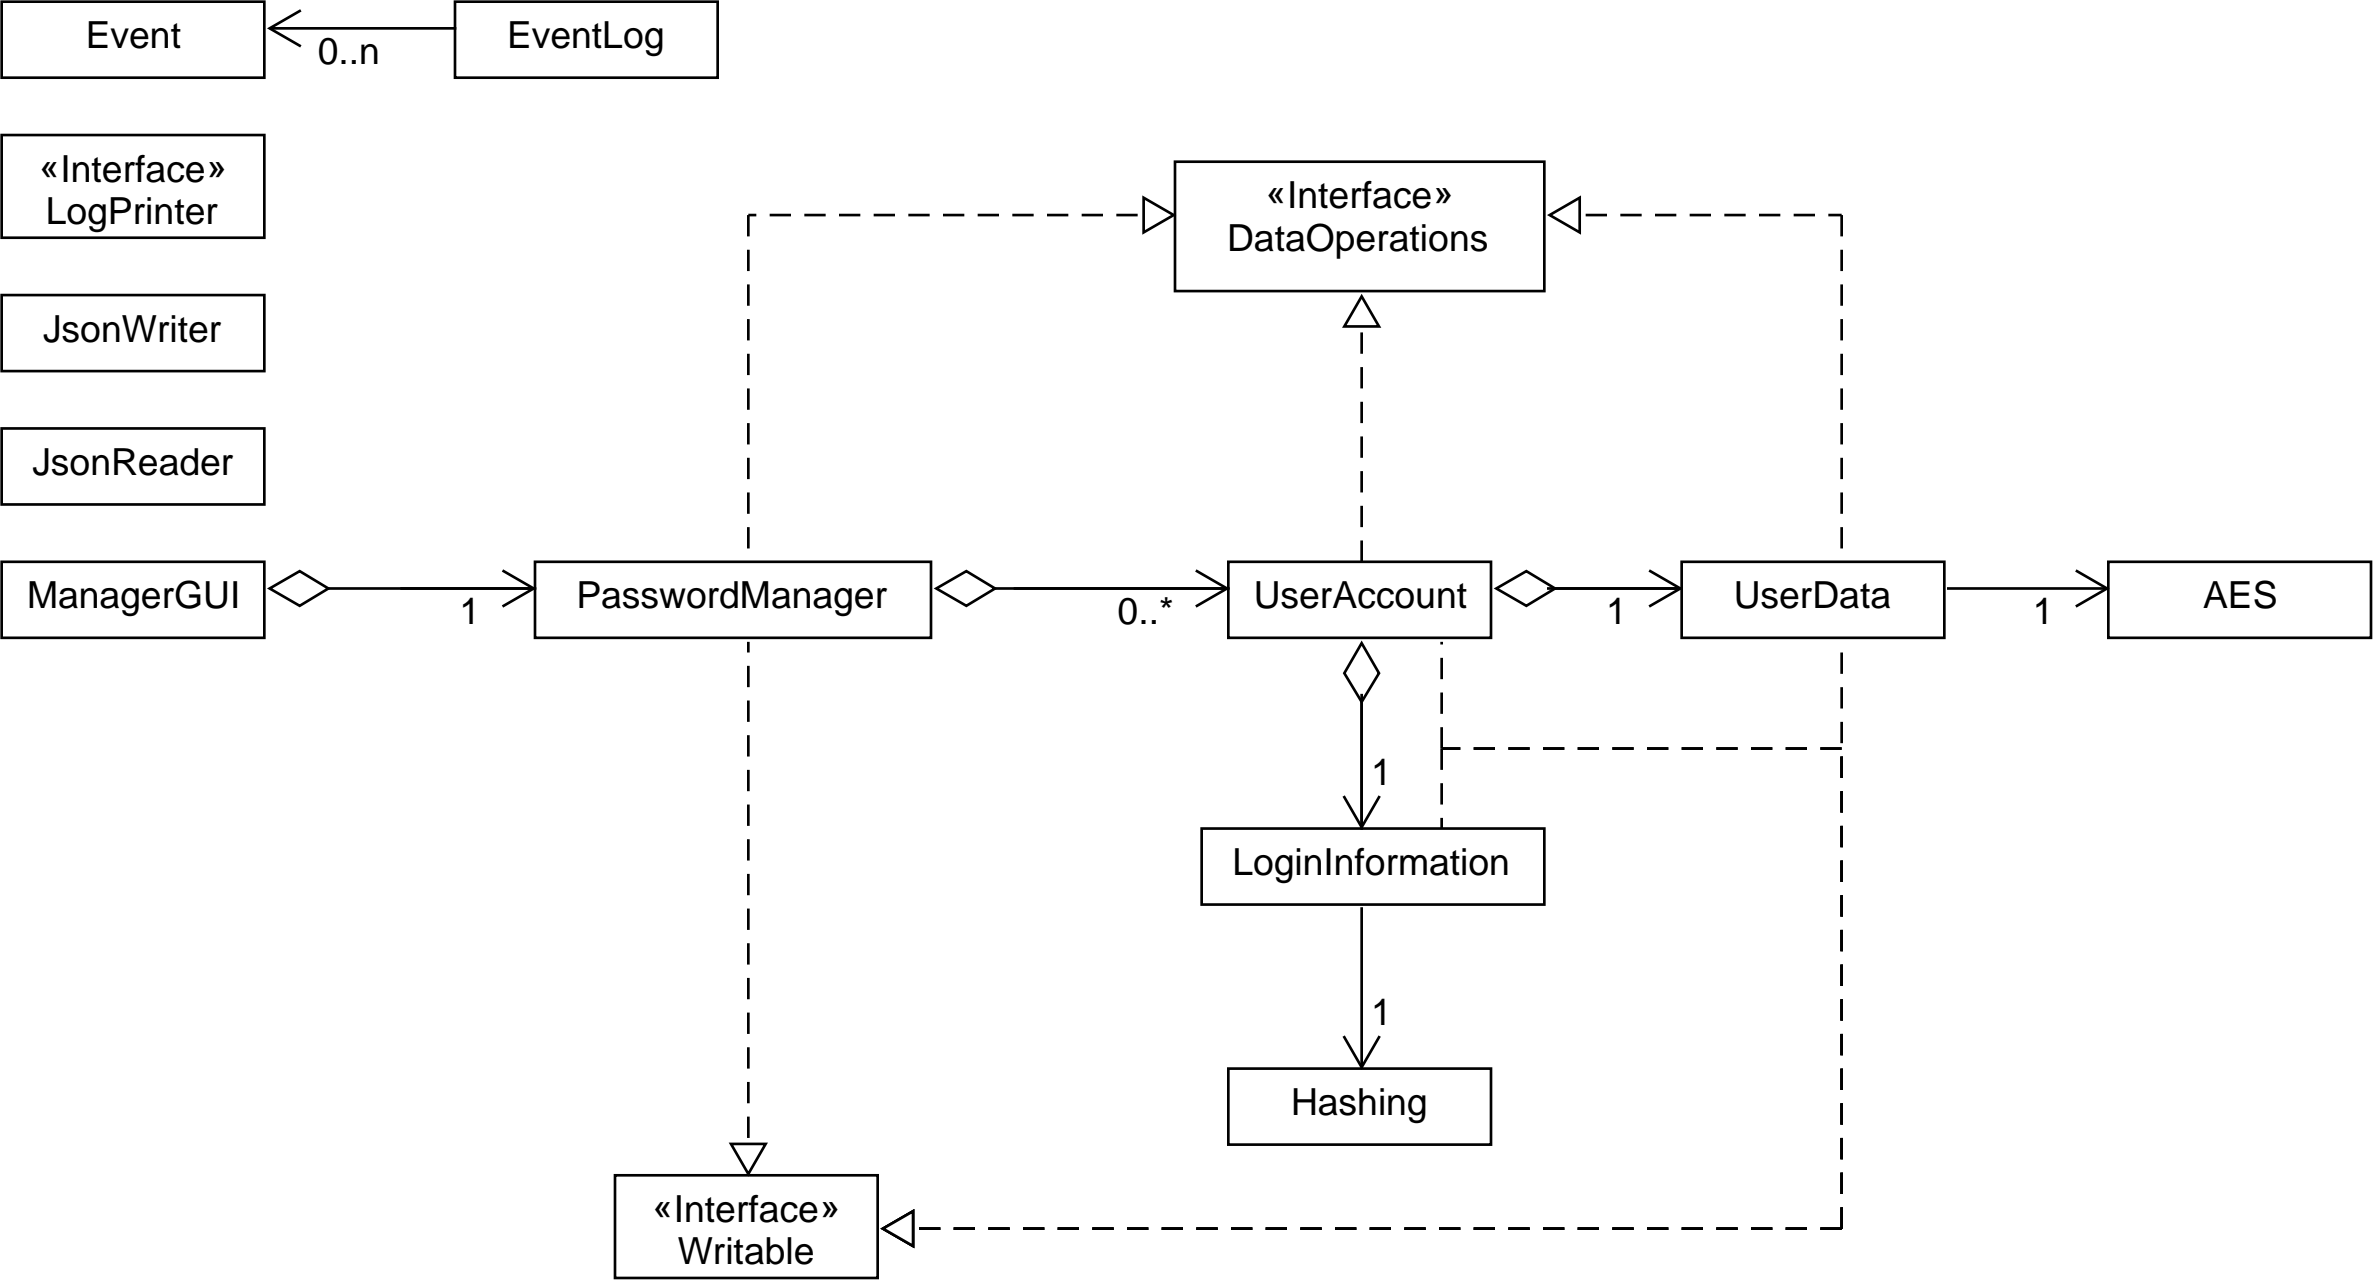 Event
EventLog
0..n
«Interface»
LogPrinter
«Interface»
DataOperations
JsonWriter
JsonReader
ManagerGUI
1
PasswordManager
0..*
UserAccount
1
UserData
1
AES
1
LoginInformation
1
Hashing
«Interface»
Writable